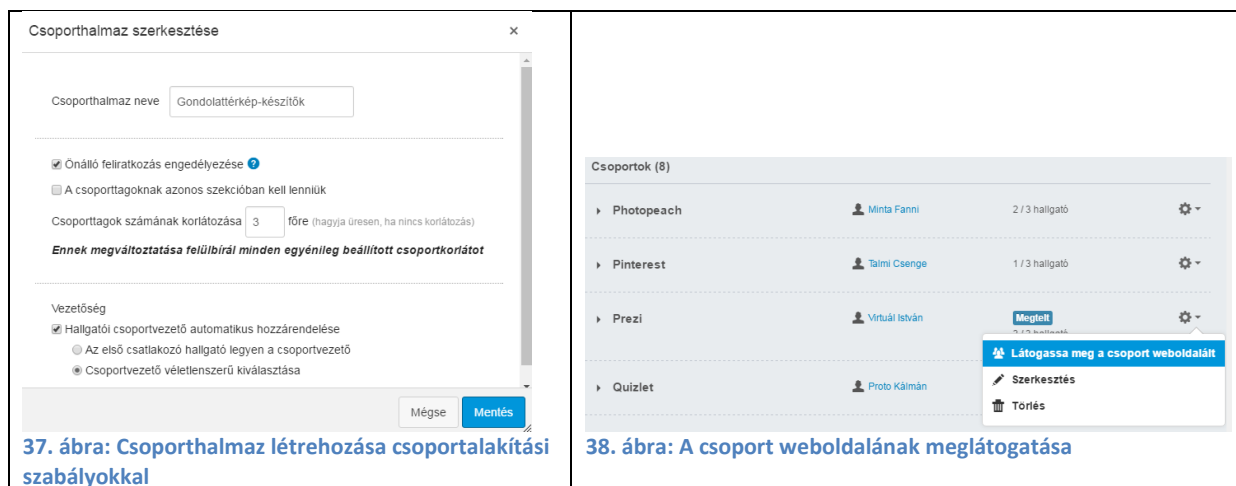 Csoporthalmaz szerkesztése ×
Csoporthalmaz neve Gondolattérkép-készítők
Önálló feliratkozás engedélyezése ?
A csoporttagoknak azonos szekcióban kell lenniük
Csoporttagok számának korlátozása 3 főre (hagyja üresen, ha nincs korlátozás)
Ennek megváltoztatása felülbírál minden egyénileg beállított csoportkorlátot
Vezetőség
Hallgatói csoportvezető automatikus hozzárendelése
Az első csatlakozó hallgató legyen a csoportvezető
Csoportvezető véletlenszerű kiválasztása
Mégse Mentés
37. ábra: Csoporthalmaz létrehozása csoportalakítási
szabályokkal
Csoportok (8)
Photopeach Minta Fanni 2 / 3 hallgató
Pinterest Talmi Csenge 1 / 3 hallgató
Prezi Virtuál István Megtelt
hallgató
Látogassa meg a csoport weboldalált
Szerkesztés
Quizlet Proto Kálmán
Törlés
38. ábra: A csoport weboldalának meglátogatása